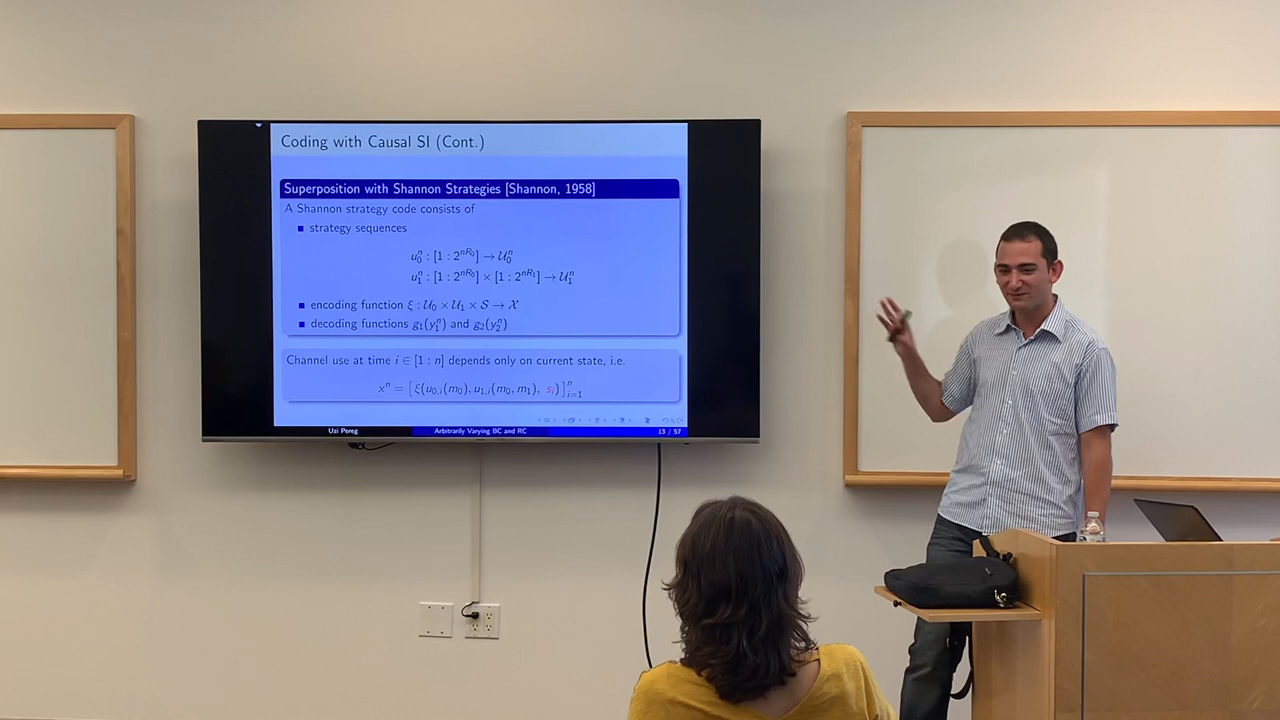 Coding with Causal SI (Cont.)
Superposition with Shannon Strategies [Shannon, 1958]
A Shannon strategy code consists of
■ strategy sequences
u₀ⁿ : [1 : 2^{nR₀}] → 𝒰₀ⁿ
u₁ⁿ : [1 : 2^{nR₀}] × [1 : 2^{nR₁}] → 𝒰₁ⁿ
■ encoding function ξ : 𝒰₀ × 𝒰₁ × 𝒮 → 𝒳
■ decoding functions g₁(y₁ⁿ) and g₂(y₂ⁿ)
Channel use at time i ∈ [1 : n] depends only on current state, i.e.
xⁿ = [ ξ(u₀,ᵢ(m₀), u₁,ᵢ(m₀, m₁), sᵢ) ]ⁿᵢ₌₁
Uzi Pereg Arbitrarily Varying BC and RC 13 / 57